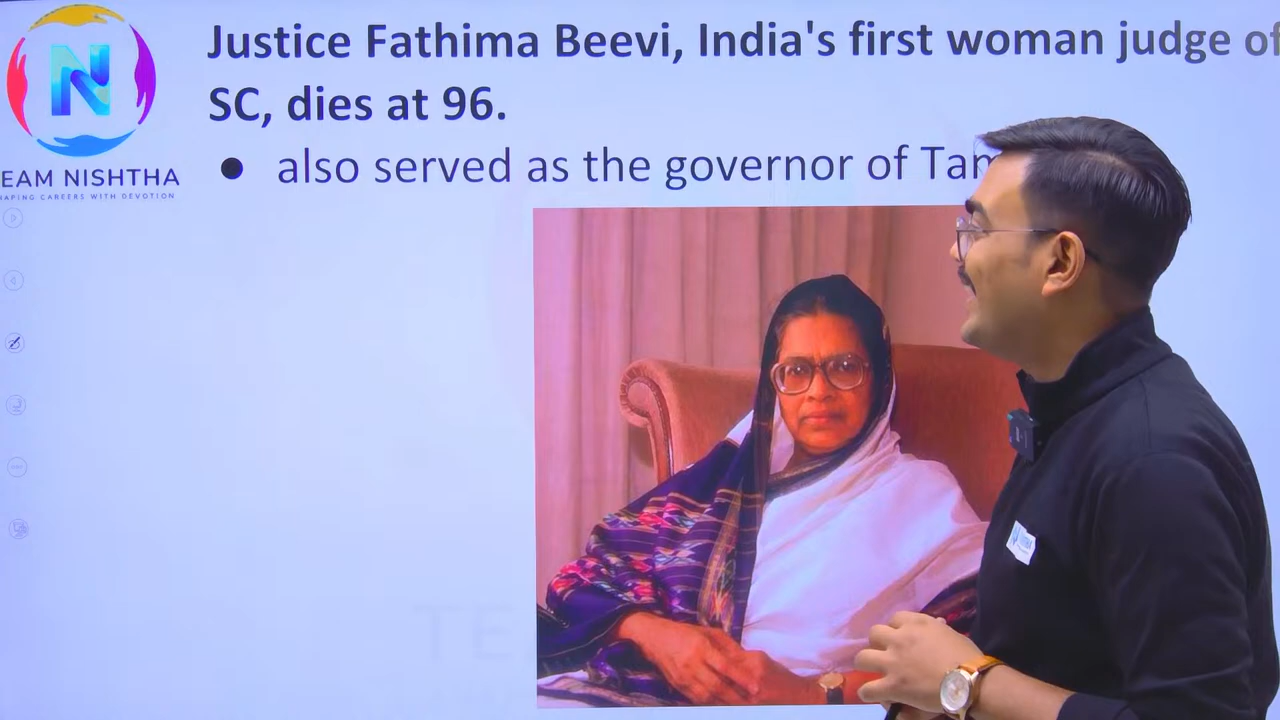 Justice Fathima Beevi, India's first woman judge of
SC, dies at 96.
● also served as the governor of
N
EAM NISHTHA
APING CAREERS WITH DEVOTION
TE